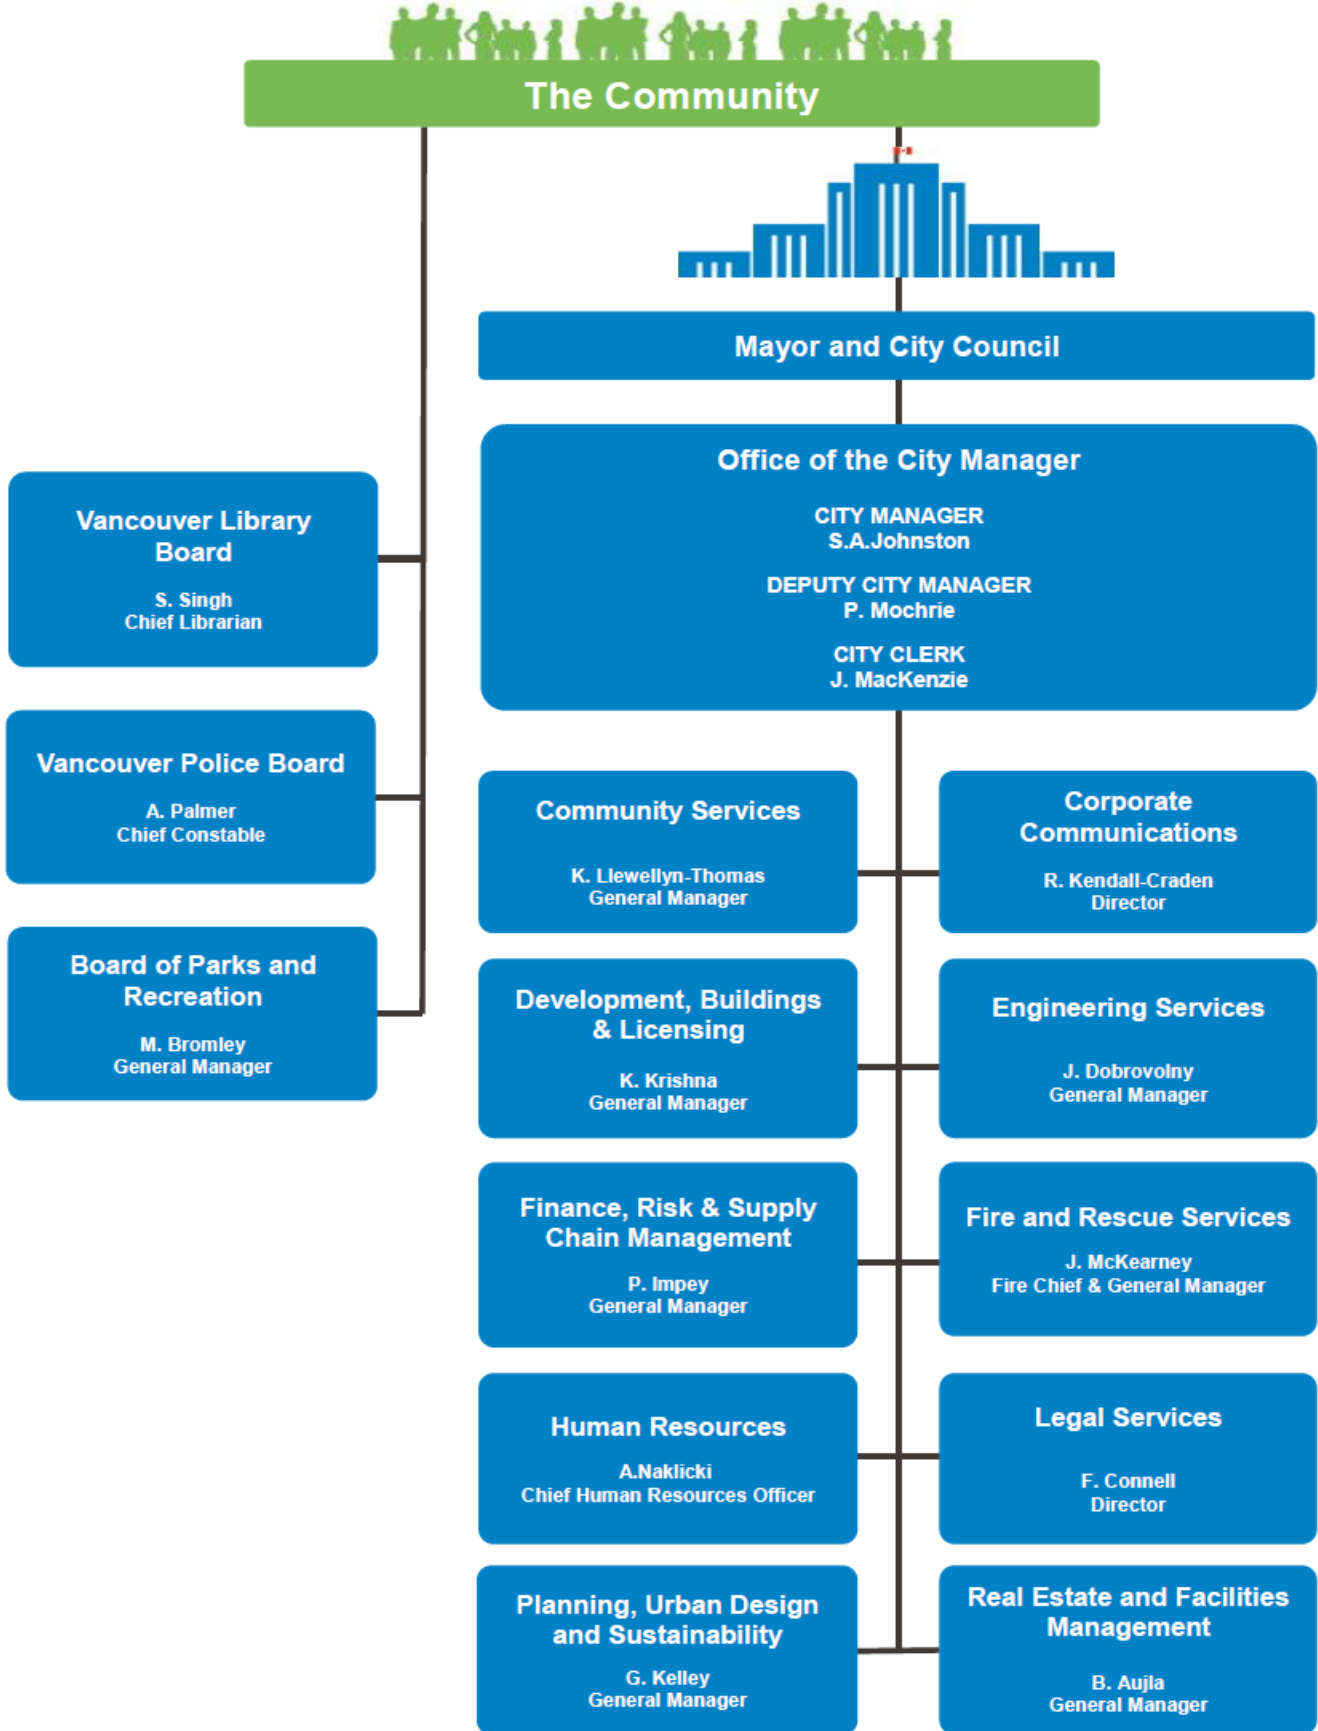 The Community
Mayor and City Council
Office of the City Manager
CITY MANAGER
S.A.Johnston
DEPUTY CITY MANAGER
P. Mochrie
CITY CLERK
J. MacKenzie
Vancouver Library
Board
S. Singh
Chief Librarian
Vancouver Police Board
A. Palmer
Chief Constable
Board of Parks and
Recreation
M. Bromley
General Manager
Community Services
K. Llewellyn-Thomas
General Manager
Corporate
Communications
R. Kendall-Craden
Director
Development, Buildings
& Licensing
K. Krishna
General Manager
Engineering Services
J. Dobrovolny
General Manager
Finance, Risk & Supply
Chain Management
P. Impey
General Manager
Fire and Rescue Services
J. McKearney
Fire Chief & General Manager
Human Resources
A.Naklicki
Chief Human Resources Officer
Legal Services
F. Connell
Director
Planning, Urban Design
and Sustainability
G. Kelley
General Manager
Real Estate and Facilities
Management
B. Aujla
General Manager